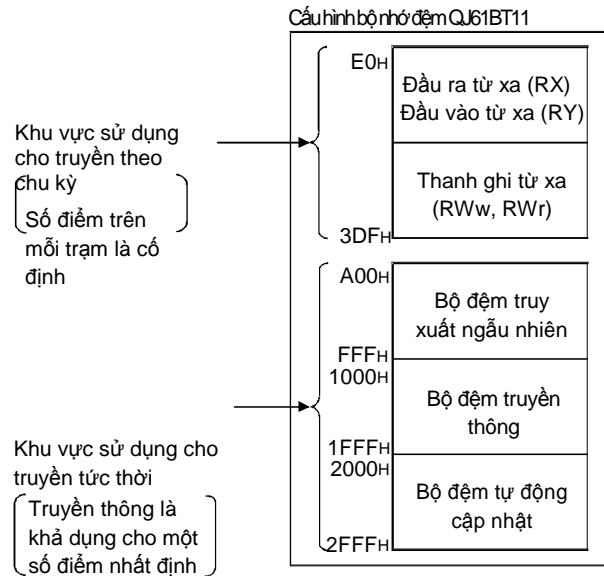 Cấu hình bộ nhớ đệm QJ61BT11
E0H
Đầu ra từ xa (RX)
Đầu vào từ xa (RY)
Khu vực sử dụng
cho truyền theo
chu kỳ
Số điểm trên
mỗi trạm là cố
định
Thanh ghi từ xa
(RWw, RWr)
3DFH
A00H
Bộ đệm truy
xuất ngẫu nhiên
FFFH
1000H
Bộ đệm truyền
thông
1FFFH
2000H
Khu vực sử dụng cho
truyền tức thời
Truyền thông là
khả dụng cho một
số điểm nhất định
Bộ đệm tự động
cập nhật
2FFFH